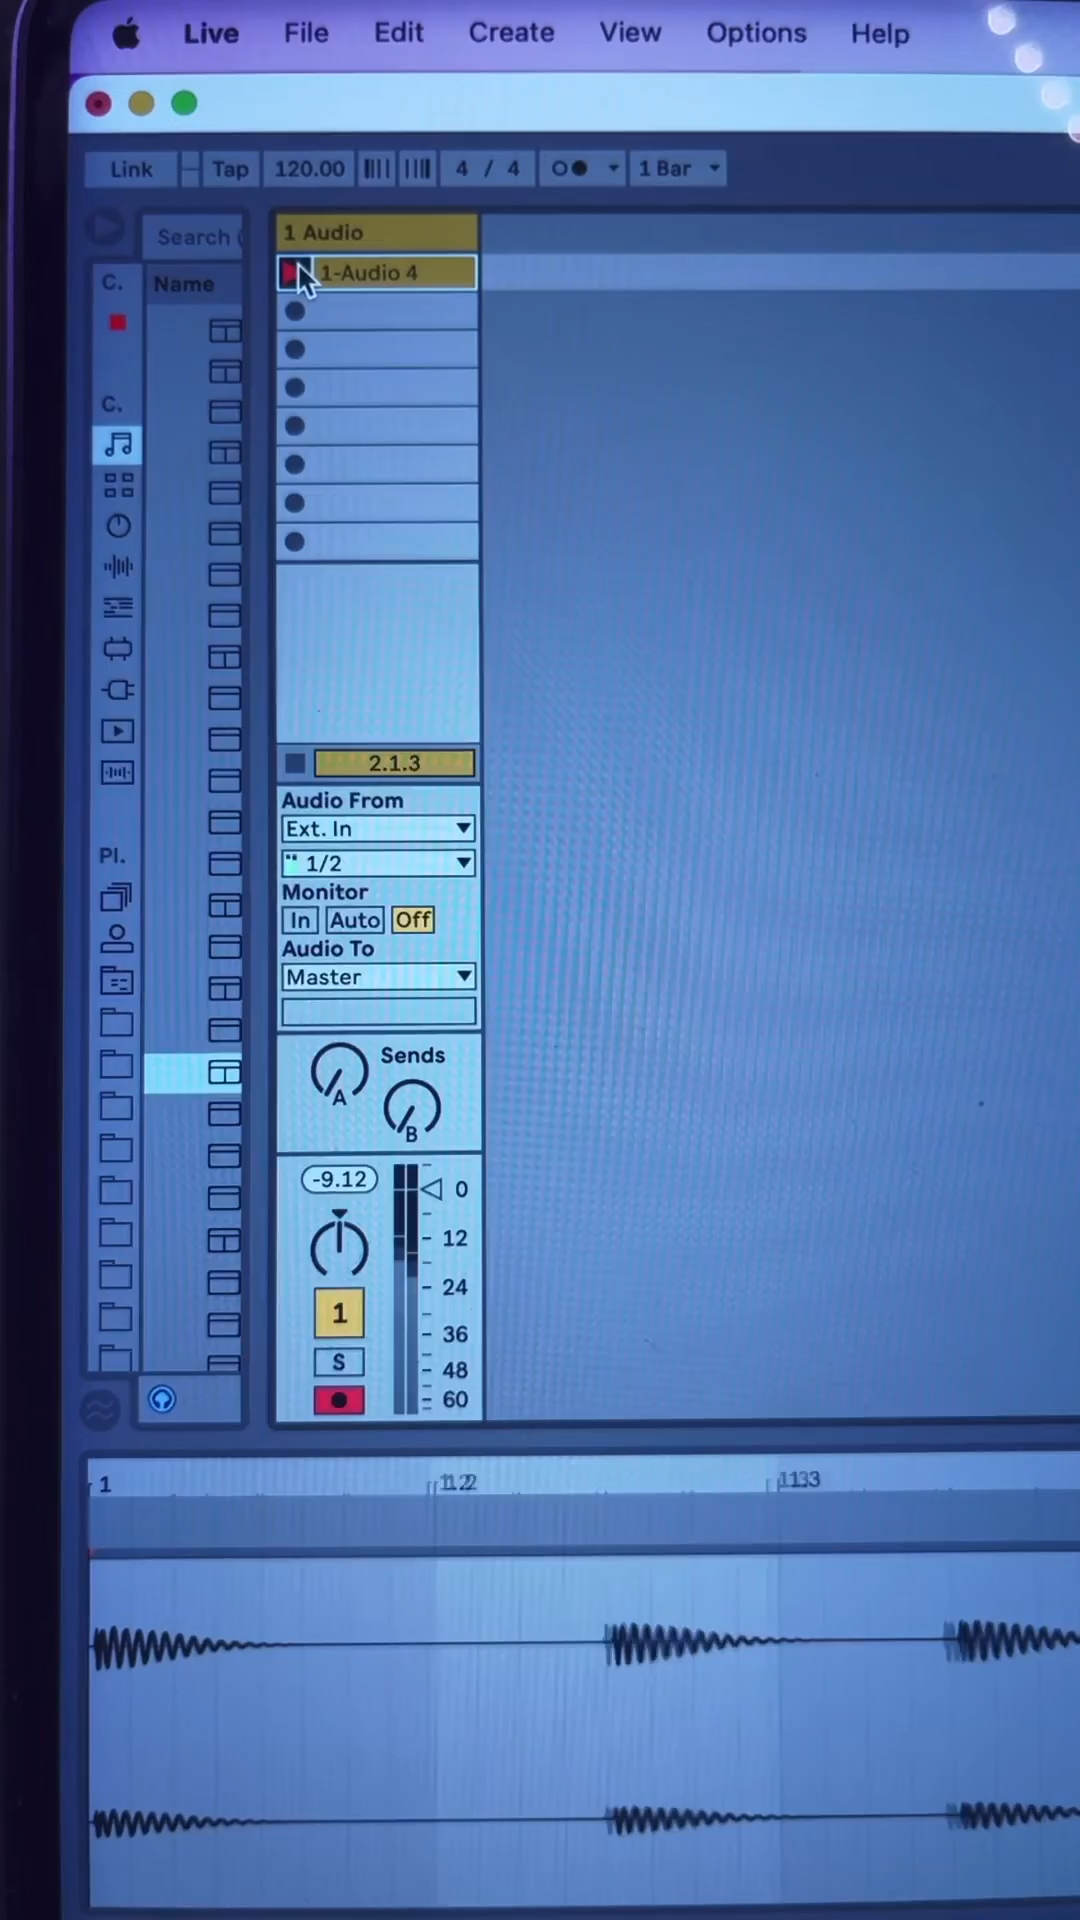 Live File Edit Create View Options Help
Link Tap 120.00 4 / 4 1 Bar
Search
1 Audio
1-Audio 4
C.
Name
C.
2.1.3
Audio From
Ext. In
1/2
Monitor
In Auto Off
Audio To
Master
Pl.
Sends
A
B
-9.12
0
12
24
36
48
60
1
S
1